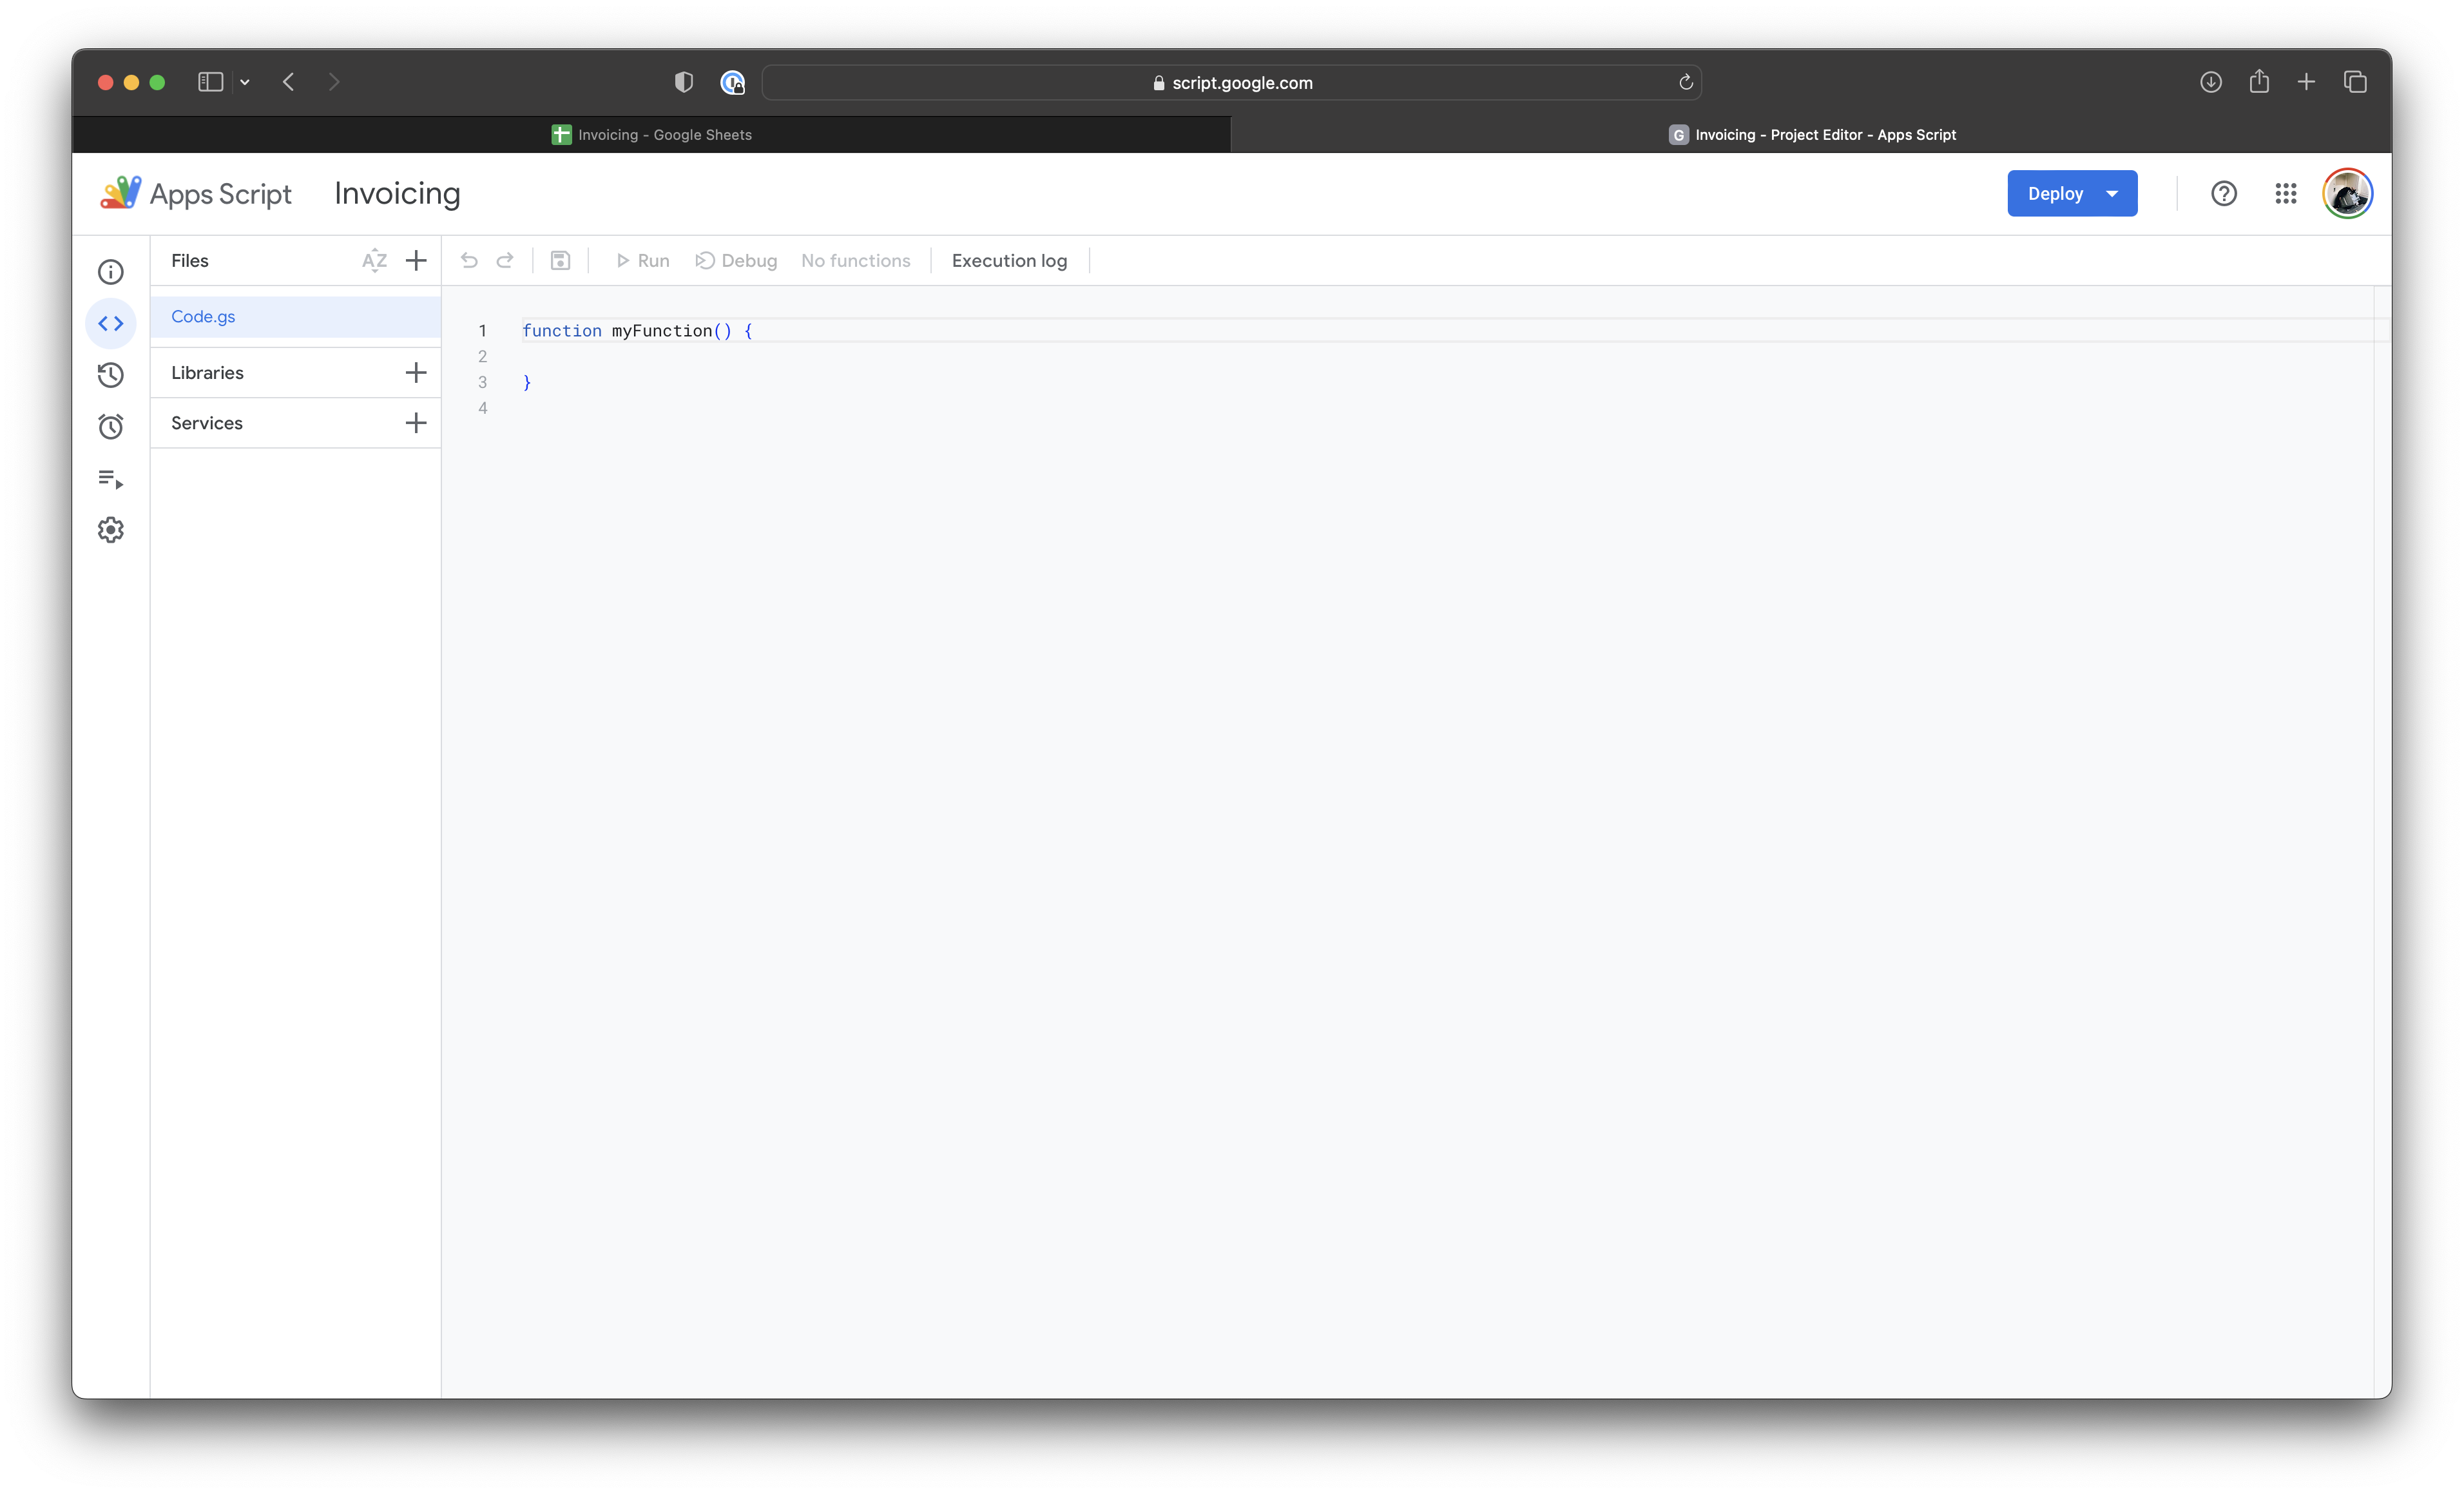 script.google.com
Invoicing - Google Sheets
G Invoicing - Project Editor - Apps Script
Apps Script Invoicing Deploy
Files AZ Run Debug No functions Execution log
Code.gs
Libraries
Services
1 function myFunction() {
2
3 }
4